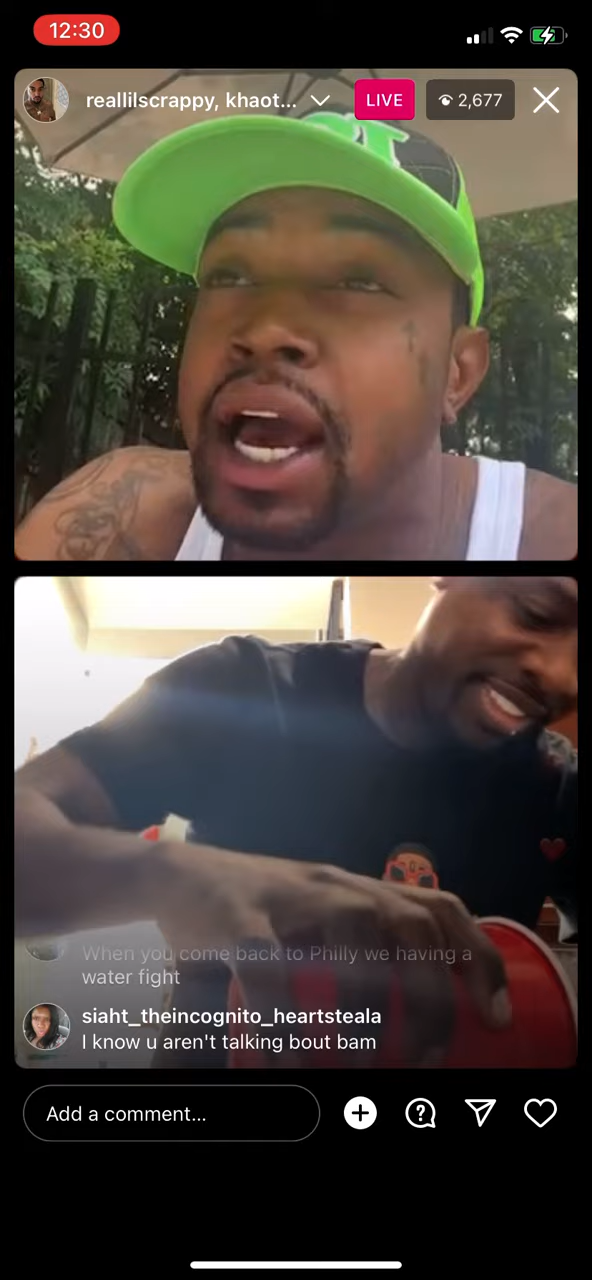 12:30
reallilscrappy, khaot...
LIVE
2,677
When you come back to Philly we having a
water fight
siaht_theincognito_heartsteala
I know u aren't talking bout bam
Add a comment...